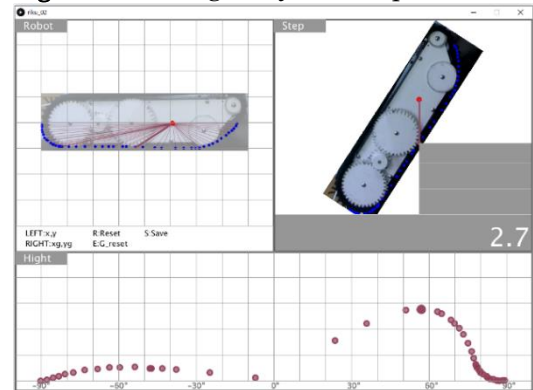 riku_02
Robot
Step
LEFT:x,y R:Reset S:Save
RIGHT:xg,yg E:G_reset
2.7
Hight
-90° -60° -30° 0° 30° 60° 90°